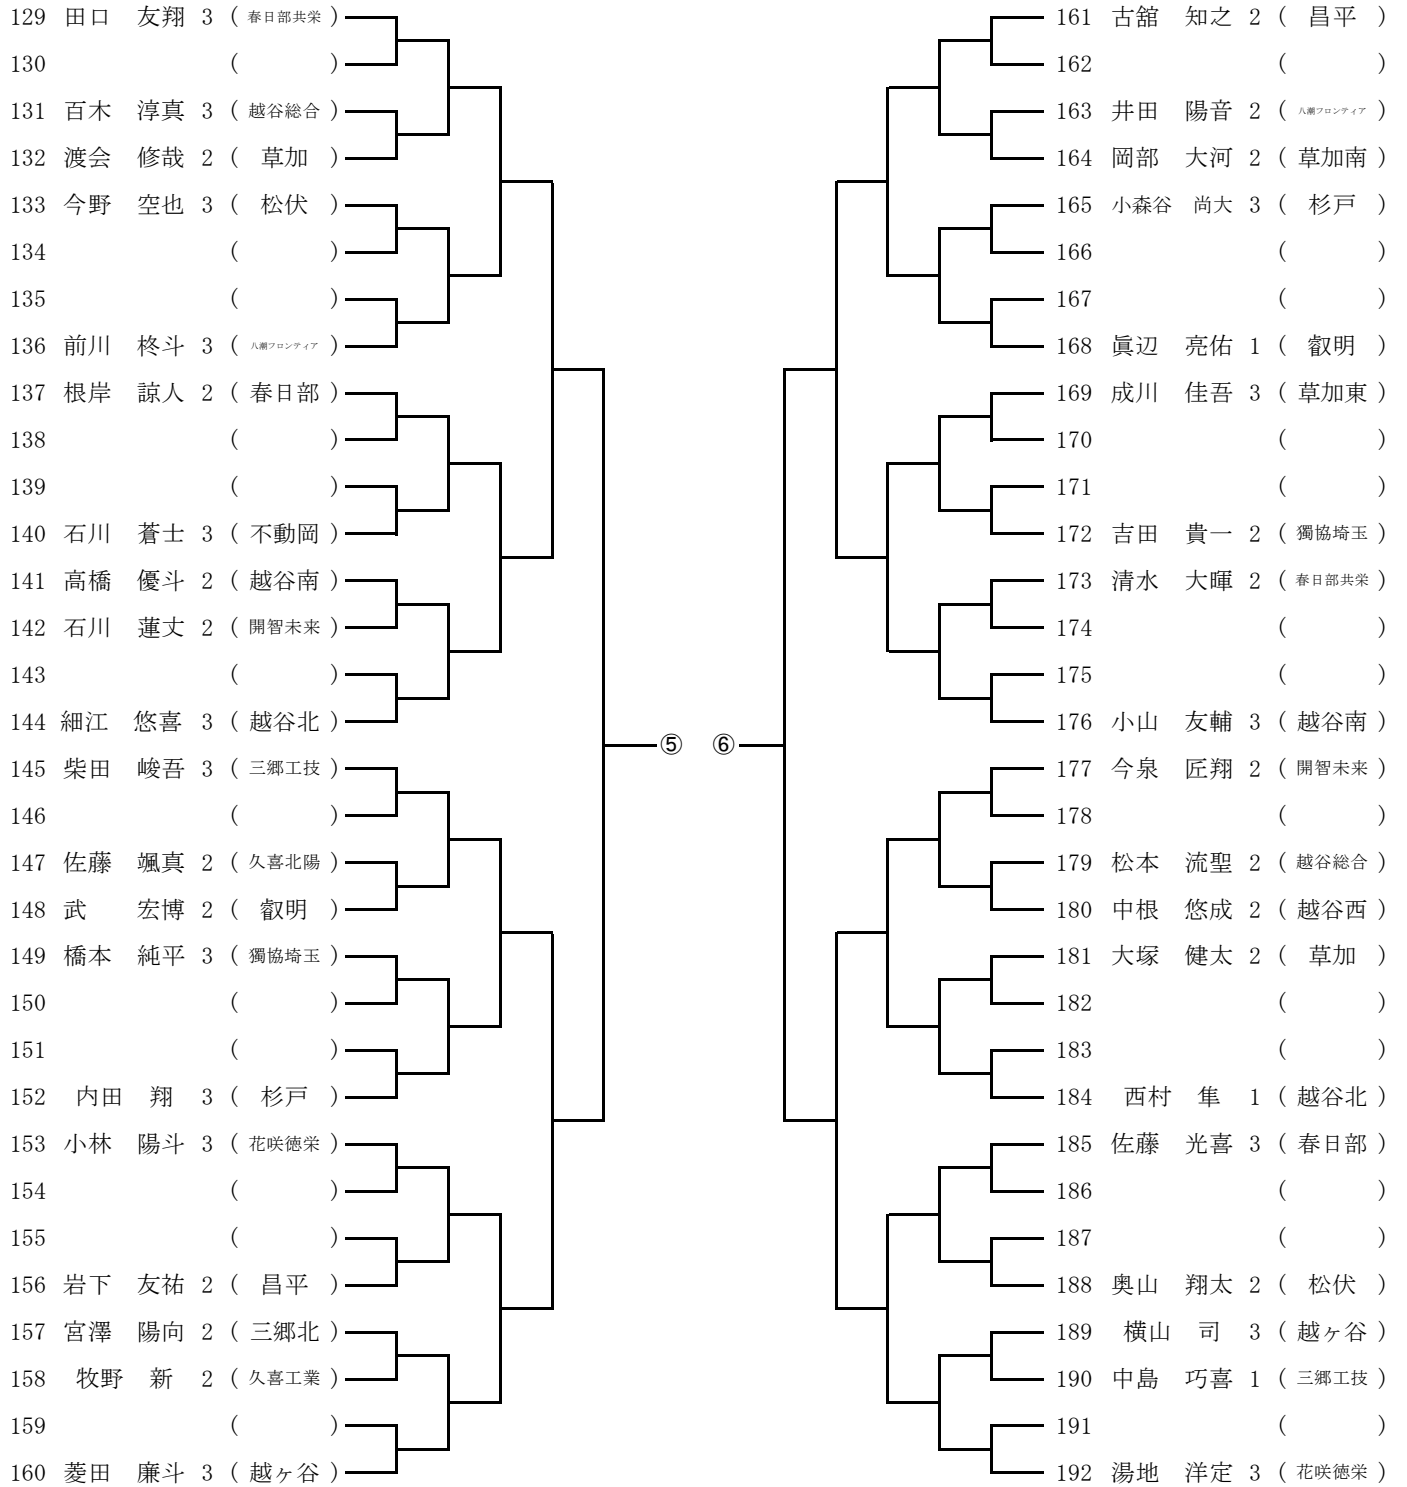 129 田口 友翔 3 ( 春日部共栄 )
130 ( )
131 百木 淳真 3 ( 越谷総合 )
132 渡会 修哉 2 ( 草加 )
133 今野 空也 3 ( 松伏 )
134 ( )
135 ( )
136 前川 柊斗 3 ( 八潮フロンティア )
137 根岸 諒人 2 ( 春日部 )
138 ( )
139 ( )
140 石川 蒼士 3 ( 不動岡 )
141 高橋 優斗 2 ( 越谷南 )
142 石川 蓮丈 2 ( 開智未来 )
143 ( )
144 細江 悠喜 3 ( 越谷北 )
145 柴田 峻吾 3 ( 三郷工技 )
146 ( )
147 佐藤 颯真 2 ( 久喜北陽 )
148 武 宏博 2 ( 叡明 )
149 橋本 純平 3 ( 獨協埼玉 )
150 ( )
151 ( )
152 内田 翔 3 ( 杉戸 )
153 小林 陽斗 3 ( 花咲徳栄 )
154 ( )
155 ( )
156 岩下 友祐 2 ( 昌平 )
157 宮澤 陽向 2 ( 三郷北 )
158 牧野 新 2 ( 久喜工業 )
159 ( )
160 菱田 廉斗 3 ( 越ヶ谷 )
⑤ ⑥
161 古舘 知之 2 ( 昌平 )
162 ( )
163 井田 陽音 2 ( 八潮フロンティア )
164 岡部 大河 2 ( 草加南 )
165 小森谷 尚大 3 ( 杉戸 )
166 ( )
167 ( )
168 眞辺 亮佑 1 ( 叡明 )
169 成川 佳吾 3 ( 草加東 )
170 ( )
171 ( )
172 吉田 貴一 2 ( 獨協埼玉 )
173 清水 大暉 2 ( 春日部共栄 )
174 ( )
175 ( )
176 小山 友輔 3 ( 越谷南 )
177 今泉 匠翔 2 ( 開智未来 )
178 ( )
179 松本 流聖 2 ( 越谷総合 )
180 中根 悠成 2 ( 越谷西 )
181 大塚 健太 2 ( 草加 )
182 ( )
183 ( )
184 西村 隼 1 ( 越谷北 )
185 佐藤 光喜 3 ( 春日部 )
186 ( )
187 ( )
188 奥山 翔太 2 ( 松伏 )
189 横山 司 3 ( 越ヶ谷 )
190 中島 巧喜 1 ( 三郷工技 )
191 ( )
192 湯地 洋定 3 ( 花咲徳栄 )